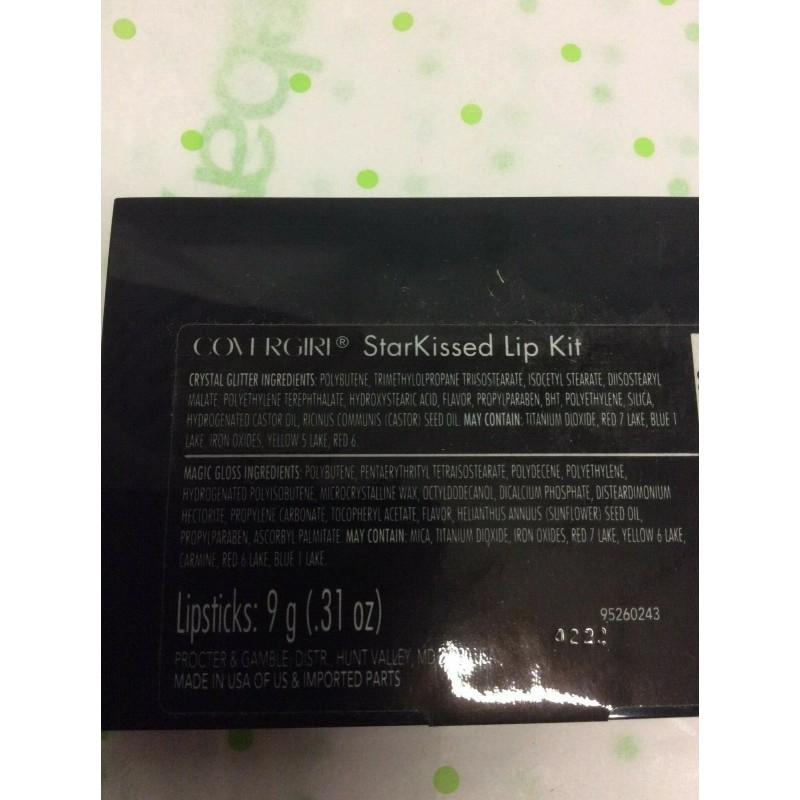 COVERGIRL® StarKissed Lip Kit
CRYSTAL GLITTER INGREDIENTS: POLYBUTENE, TRIMETHYLOLPROPANE TRIISOSTEARATE, ISOCETYL STEARATE, DIISOSTEARYL
MALATE, POLYETHYLENE TEREPHTHALATE, HYDROXYSTEARIC ACID, FLAVOR, PROPYLPARABEN, BHT, POLYETHYLENE, SILICA,
HYDROGENATED CASTOR OIL, RICINUS COMMUNIS (CASTOR) SEED OIL. MAY CONTAIN: TITANIUM DIOXIDE, RED 7 LAKE, BLUE 1
LAKE, IRON OXIDES, YELLOW 5 LAKE, RED 6.
MAGIC GLOSS INGREDIENTS: POLYBUTENE, PENTAERYTHRITYL TETRAISOSTEARATE, POLYDECENE, POLYETHYLENE,
HYDROGENATED POLYISOBUTENE, MICROCRYSTALLINE WAX, OCTYLDODECANOL, DICALCIUM PHOSPHATE, DISTEARDIMONIUM
HECTORITE, PROPYLENE CARBONATE, TOCOPHERYL ACETATE, FLAVOR, HELIANTHUS ANNUUS (SUNFLOWER) SEED OIL,
PROPYLPARABEN, ASCORBYL PALMITATE. MAY CONTAIN: MICA, TITANIUM DIOXIDE, IRON OXIDES, RED 7 LAKE, YELLOW 6 LAKE,
CARMINE, RED 6 LAKE, BLUE 1 LAKE.
Lipsticks: 9 g (.31 oz)
95260243
PROCTER & GAMBLE, DISTR., HUNT VALLEY, MD USA
MADE IN USA OF US & IMPORTED PARTS